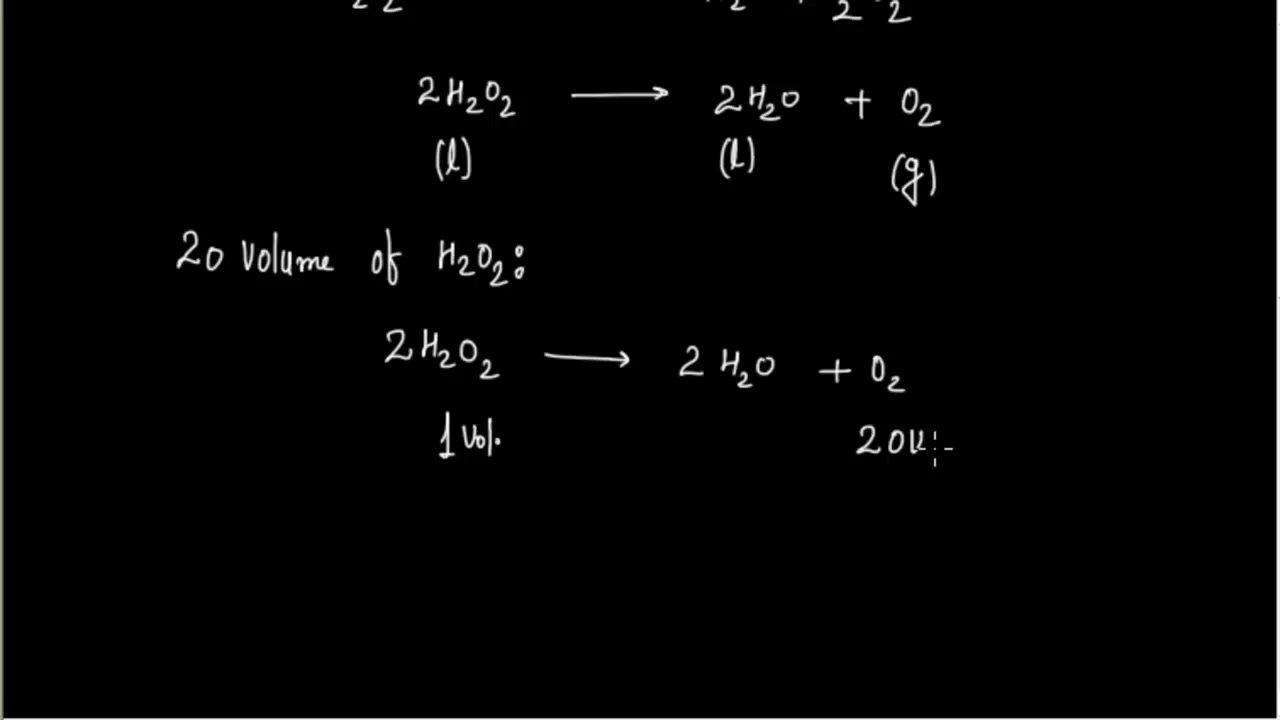 2H₂O₂ ⟶ 2H₂O + O₂
(l) (l) (g)
20 Volume of H₂O₂:
2H₂O₂ ⟶ 2H₂O + O₂
1 Vol. 20